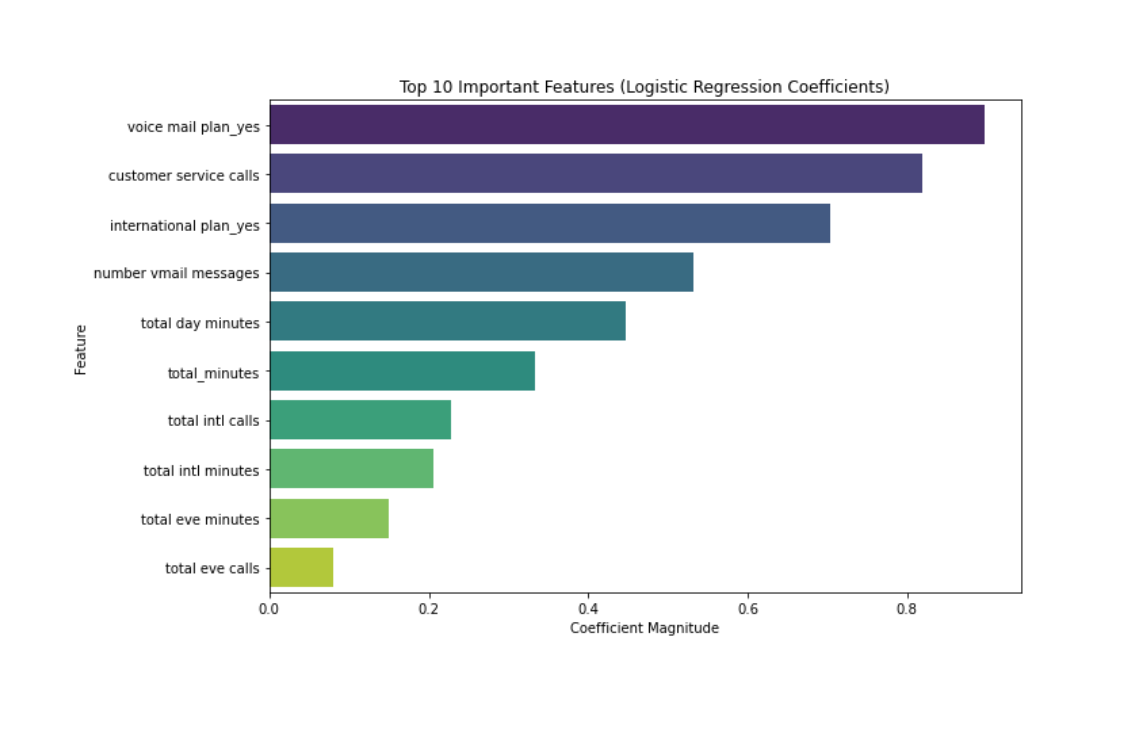 Top 10 Important Features (Logistic Regression Coefficients)
voice mail plan_yes
customer service calls
international plan_yes
number vmail messages
total day minutes
total_minutes
total intl calls
total intl minutes
total eve minutes
total eve calls
Feature
0.0 0.2 0.4 0.6 0.8
Coefficient Magnitude